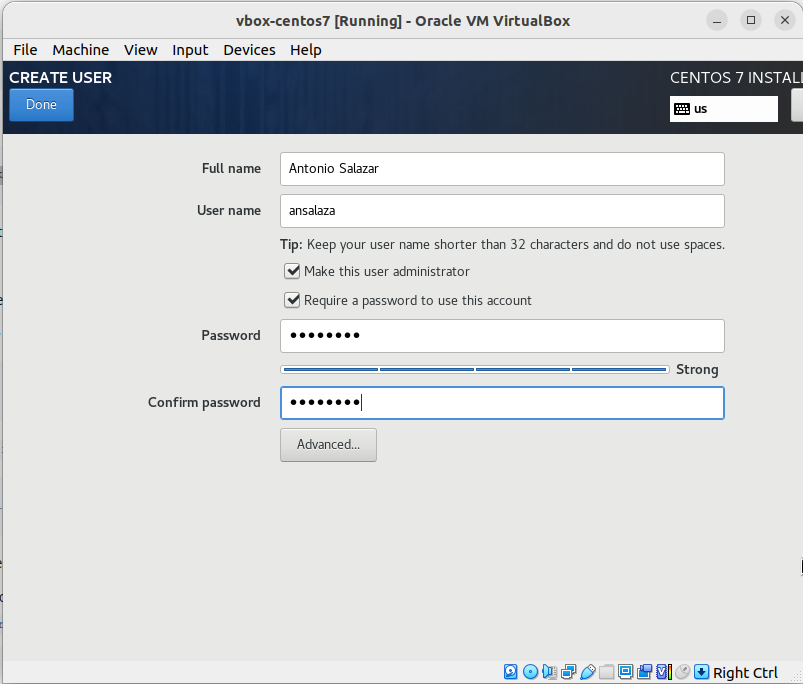 vbox-centos7 [Running] - Oracle VM VirtualBox
File Machine View Input Devices Help
CREATE USER
CENTOS 7 INSTALL
Done
us
Full name Antonio Salazar
User name ansalaza
Tip: Keep your user name shorter than 32 characters and do not use spaces.
Make this user administrator
Require a password to use this account
Password ••••••••
Strong
Confirm password ••••••••
Advanced...
Right Ctrl